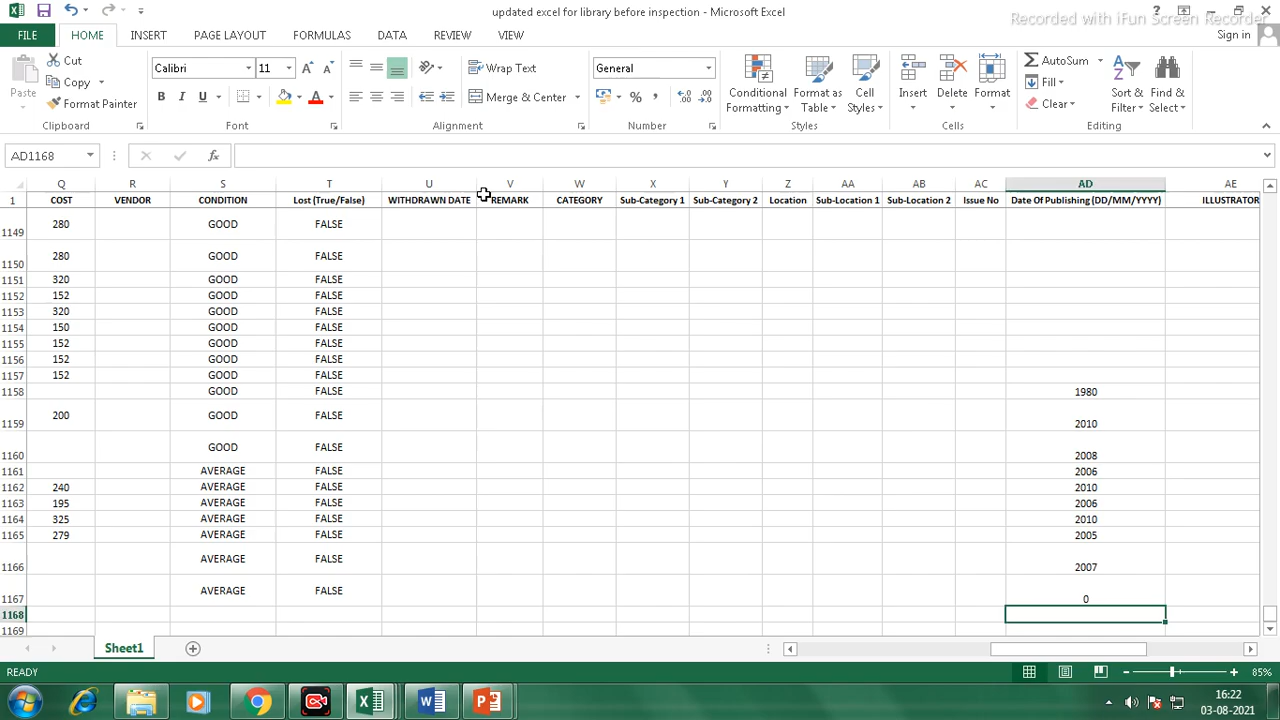 updated excel for library before inspection - Microsoft Excel
?
Recorded with iFun Screen Recorder
FILE HOME INSERT PAGE LAYOUT FORMULAS DATA REVIEW VIEW Sign in
Paste Cut Copy Format Painter
Calibri 11 B I U A
Wrap Text Merge & Center
General %
Conditional Formatting Format as Table Cell Styles
Insert Delete Format
AutoSum Fill Clear Sort & Filter Find & Select
Clipboard Font Alignment Number Styles Cells Editing
AD1168 fx
Q R S T U V W X Y Z AA AB AC AD AE
1 COST VENDOR CONDITION Lost (True/False) WITHDRAWN DATE REMARK CATEGORY Sub-Category 1 Sub-Category 2 Location Sub-Location 1 Sub-Location 2 Issue No Date Of Publishing (DD/MM/YYYY) ILLUSTRATOR
1149 280 GOOD FALSE
1150 280 GOOD FALSE
1151 320 GOOD FALSE
1152 152 GOOD FALSE
1153 320 GOOD FALSE
1154 150 GOOD FALSE
1155 152 GOOD FALSE
1156 152 GOOD FALSE
1157 152 GOOD FALSE
1158 GOOD FALSE 1980
1159 200 GOOD FALSE 2010
1160 GOOD FALSE 2008
1161 AVERAGE FALSE 2006
1162 240 AVERAGE FALSE 2010
1163 195 AVERAGE FALSE 2006
1164 325 AVERAGE FALSE 2010
1165 279 AVERAGE FALSE 2005
1166 AVERAGE FALSE 2007
1167 AVERAGE FALSE 0
1168
1169
Sheet1
READY 85%
16:22
03-08-2021